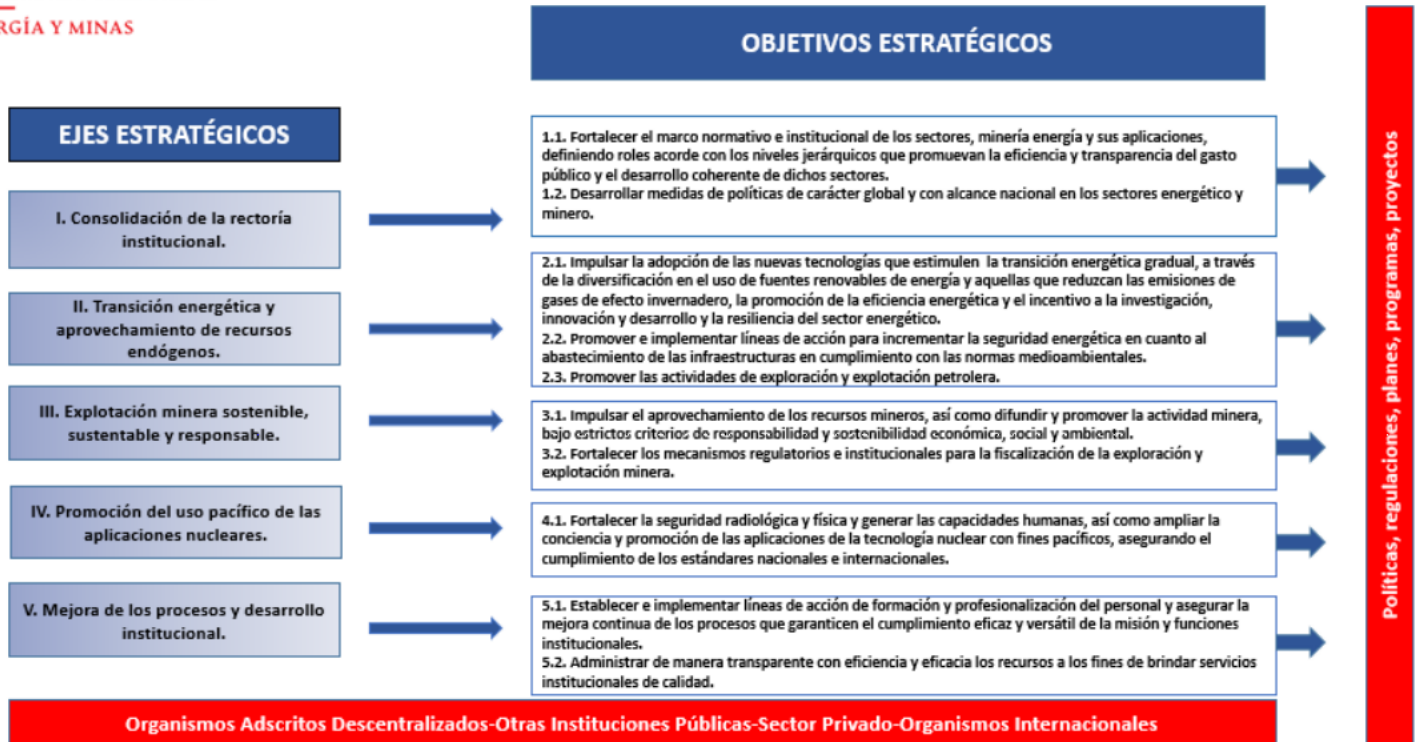 RGÍA Y MINAS
OBJETIVOS ESTRATÉGICOS
EJES ESTRATÉGICOS
I. Consolidación de la rectoría
institucional.
1.1. Fortalecer el marco normativo e institucional de los sectores, minería energía y sus aplicaciones,
definiendo roles acorde con los niveles jerárquicos que promuevan la eficiencia y transparencia del gasto
público y el desarrollo coherente de dichos sectores.
1.2. Desarrollar medidas de políticas de carácter global y con alcance nacional en los sectores energético y
minero.
II. Transición energética y
aprovechamiento de recursos
endógenos.
2.1. Impulsar la adopción de las nuevas tecnologías que estimulen la transición energética gradual, a través
de la diversificación en el uso de fuentes renovables de energía y aquellas que reduzcan las emisiones de
gases de efecto invernadero, la promoción de la eficiencia energética y el incentivo a la investigación,
innovación y desarrollo y la resiliencia del sector energético.
2.2. Promover e implementar líneas de acción para incrementar la seguridad energética en cuanto al
abastecimiento de las infraestructuras en cumplimiento con las normas medioambientales.
2.3. Promover las actividades de exploración y explotación petrolera.
III. Explotación minera sostenible,
sustentable y responsable.
3.1. Impulsar el aprovechamiento de los recursos mineros, así como difundir y promover la actividad minera,
bajo estrictos criterios de responsabilidad y sostenibilidad económica, social y ambiental.
3.2. Fortalecer los mecanismos regulatorios e institucionales para la fiscalización de la exploración y
explotación minera.
IV. Promoción del uso pacífico de las
aplicaciones nucleares.
4.1. Fortalecer la seguridad radiológica y física y generar las capacidades humanas, así como ampliar la
conciencia y promoción de las aplicaciones de la tecnología nuclear con fines pacíficos, asegurando el
cumplimiento de los estándares nacionales e internacionales.
V. Mejora de los procesos y desarrollo
institucional.
5.1. Establecer e implementar líneas de acción de formación y profesionalización del personal y asegurar la
mejora continua de los procesos que garanticen el cumplimiento eficaz y versátil de la misión y funciones
institucionales.
5.2. Administrar de manera transparente con eficiencia y eficacia los recursos a los fines de brindar servicios
institucionales de calidad.
Políticas, regulaciones, planes, programas, proyectos
Organismos Adscritos Descentralizados-Otras Instituciones Públicas-Sector Privado-Organismos Internacionales